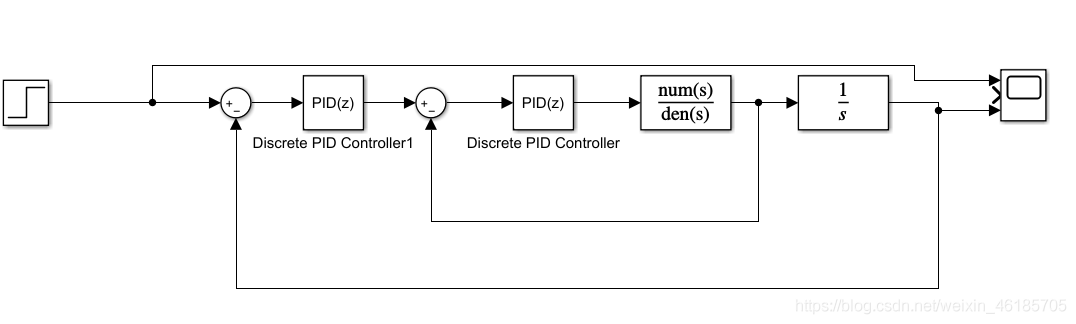 +
−
PID(z)
Discrete PID Controller1
+
−
PID(z)
Discrete PID Controller
num(s)
den(s)
1
s
https://blog.csdn.net/weixin_46185705